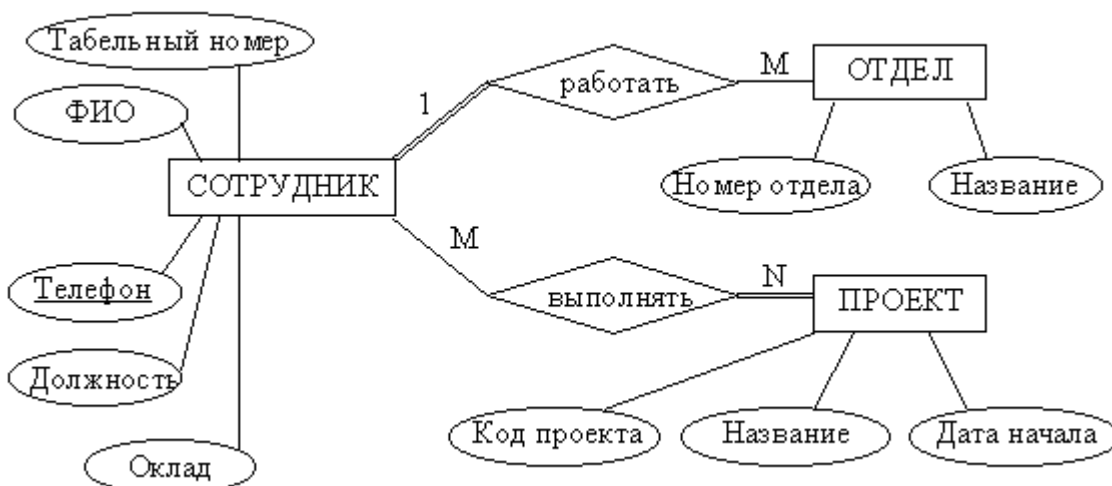 Табельный номер
ФИО
СОТРУДНИК
Телефон
Должность
Оклад
1
работать
M
ОТДЕЛ
Номер отдела
Название
M
выполнять
N
ПРОЕКТ
Код проекта
Название
Дата начала